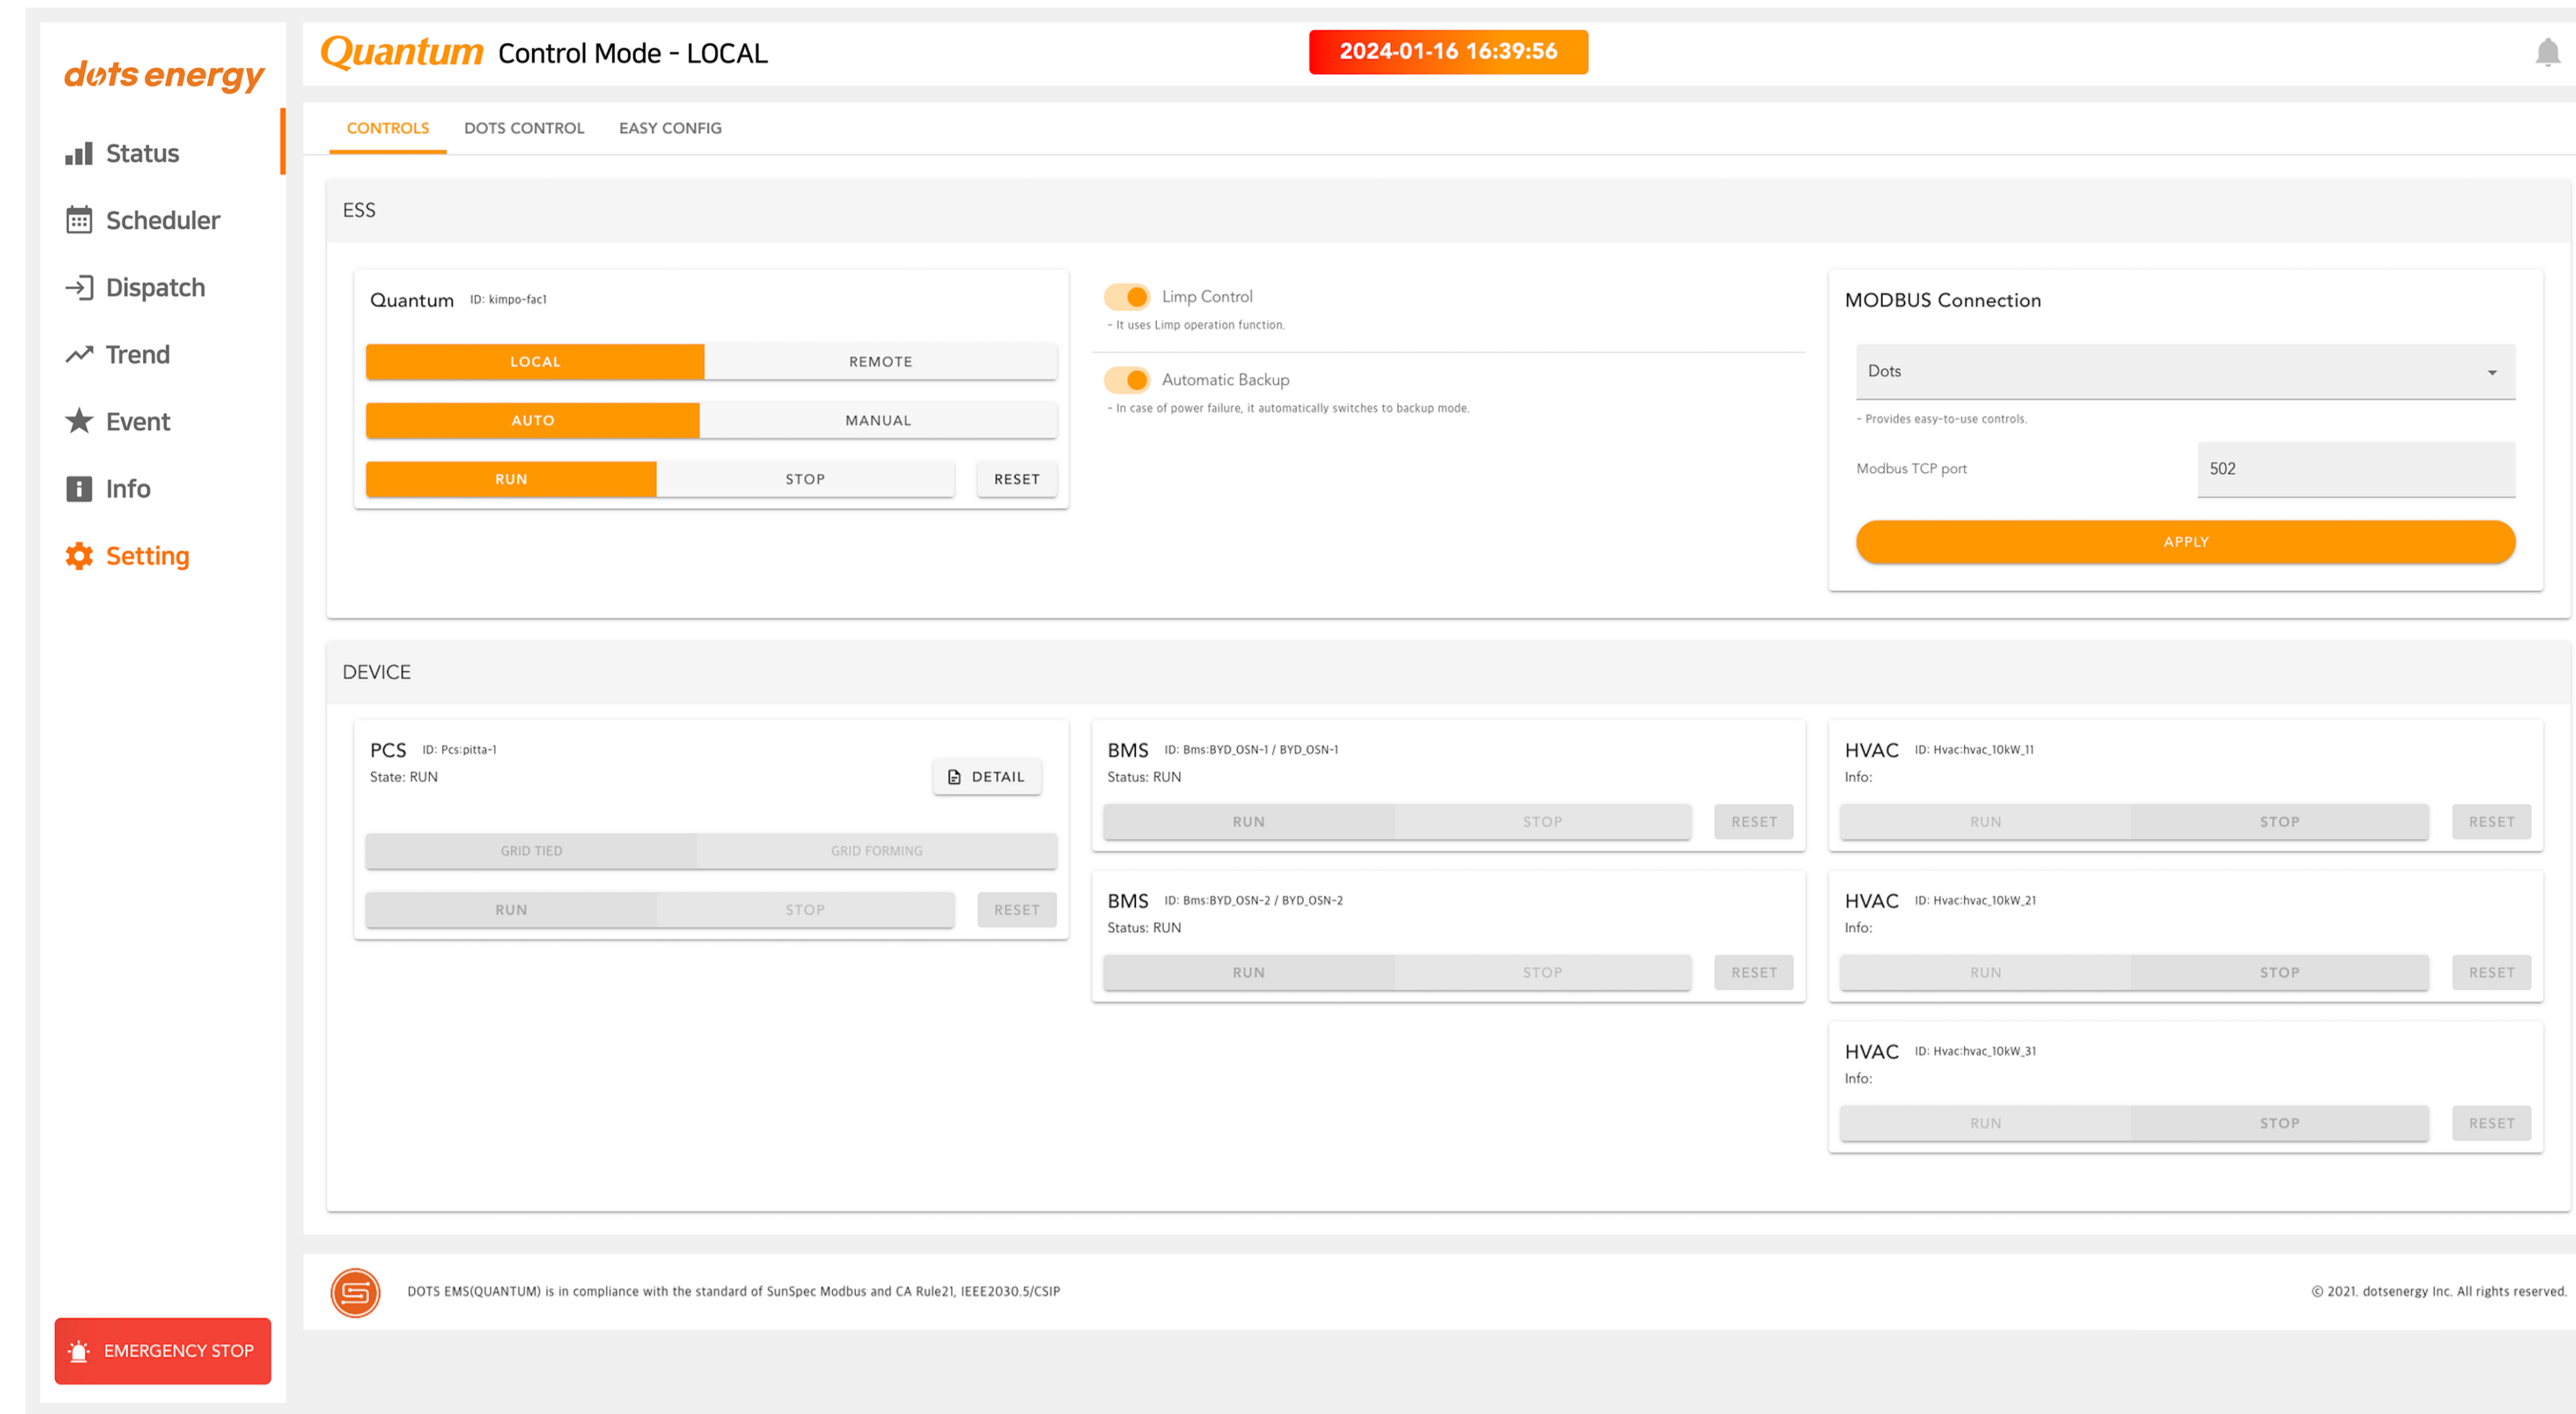 dots energy
Status
Scheduler
Dispatch
Trend
Event
Info
Setting
EMERGENCY STOP
Quantum Control Mode - LOCAL
2024-01-16 16:39:56
CONTROLS DOTS CONTROL EASY CONFIG
ESS
Quantum ID: kimpo-fac1
LOCAL REMOTE
AUTO MANUAL
RUN STOP RESET
Limp Control
- It uses Limp operation function.
Automatic Backup
- In case of power failure, it automatically switches to backup mode.
MODBUS Connection
Dots
- Provides easy-to-use controls.
Modbus TCP port 502
APPLY
DEVICE
PCS ID: Pcs:pitta-1
State: RUN
DETAIL
GRID TIED GRID FORMING
RUN STOP RESET
BMS ID: Bms:BYD_OSN-1 / BYD_OSN-1
Status: RUN
RUN STOP RESET
BMS ID: Bms:BYD_OSN-2 / BYD_OSN-2
Status: RUN
RUN STOP RESET
HVAC ID: Hvac:hvac_10kW_11
Info:
RUN STOP RESET
HVAC ID: Hvac:hvac_10kW_21
Info:
RUN STOP RESET
HVAC ID: Hvac:hvac_10kW_31
Info:
RUN STOP RESET
DOTS EMS(QUANTUM) is in compliance with the standard of SunSpec Modbus and CA Rule21, IEEE2030.5/CSIP
© 2021. dotsenergy Inc. All rights reserved.